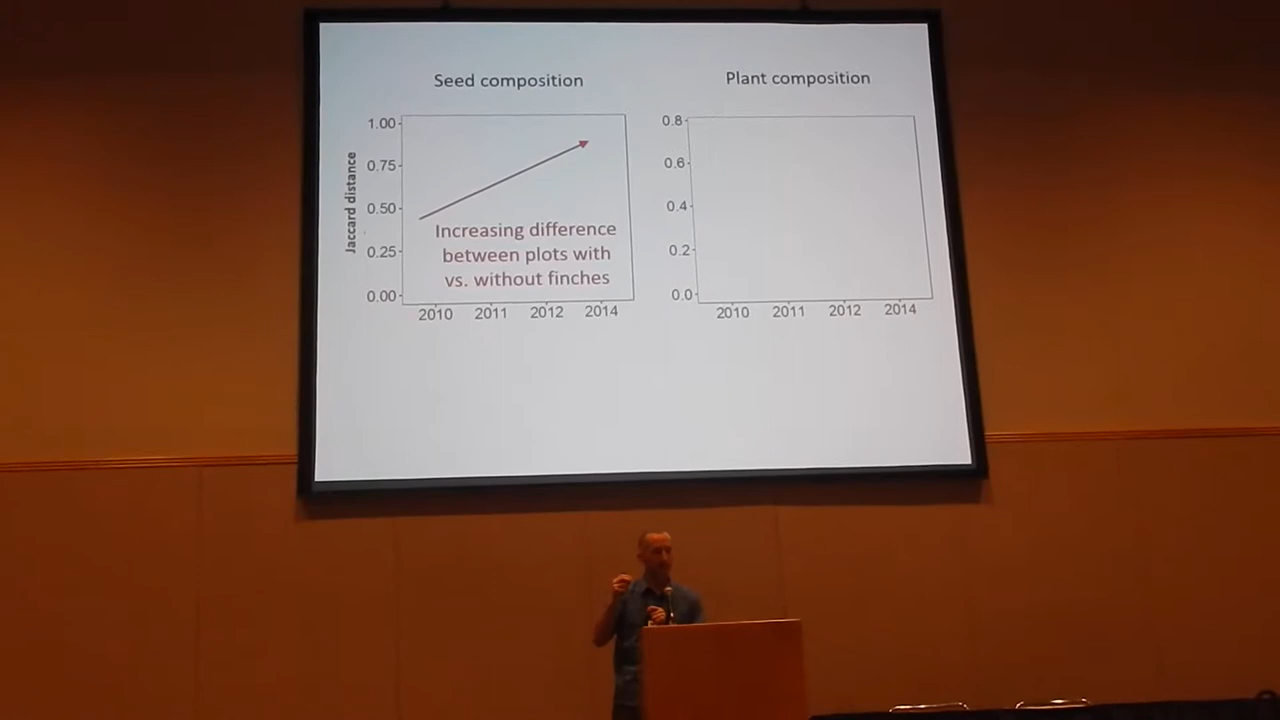 Seed composition
Jaccard distance
1.00
0.75
0.50
0.25
0.00
Increasing difference
between plots with
vs. without finches
2010 2011 2012 2014
Plant composition
0.8
0.6
0.4
0.2
0.0
2010 2011 2012 2014